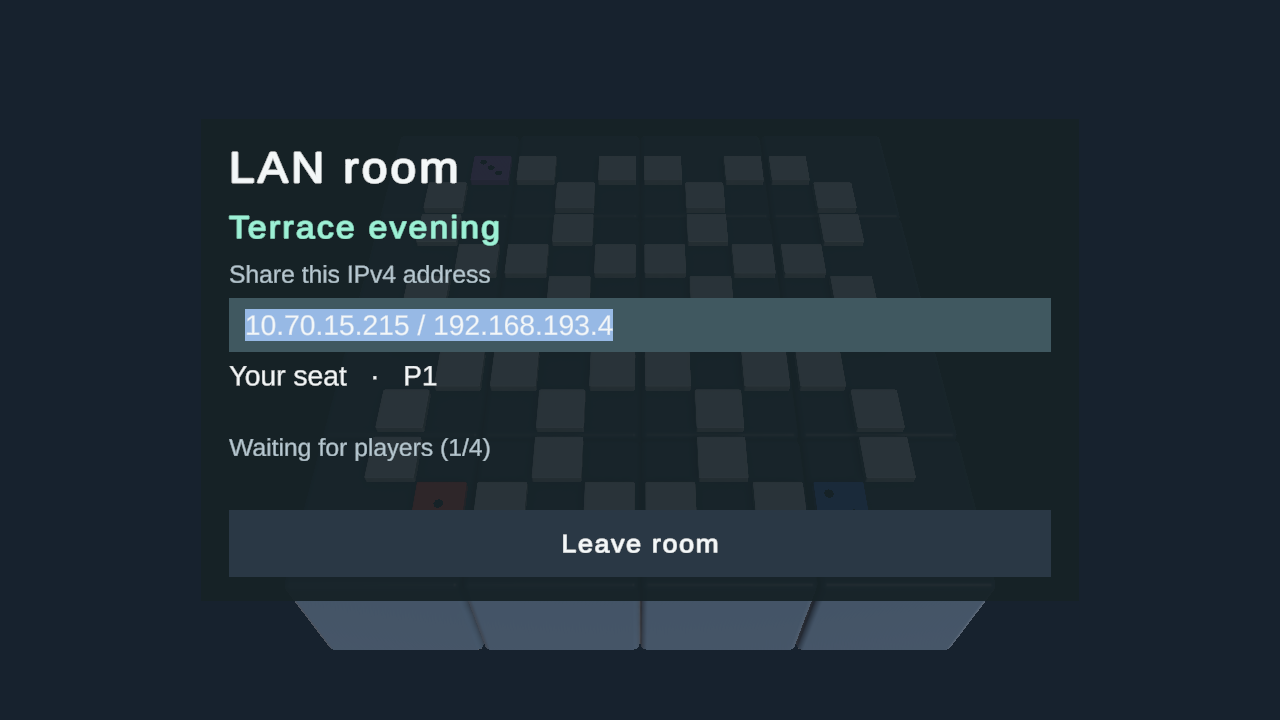 LAN room
Terrace evening
Share this IPv4 address
10.70.15.215 / 192.168.193.4
Your seat · P1
Waiting for players (1/4)
Leave room